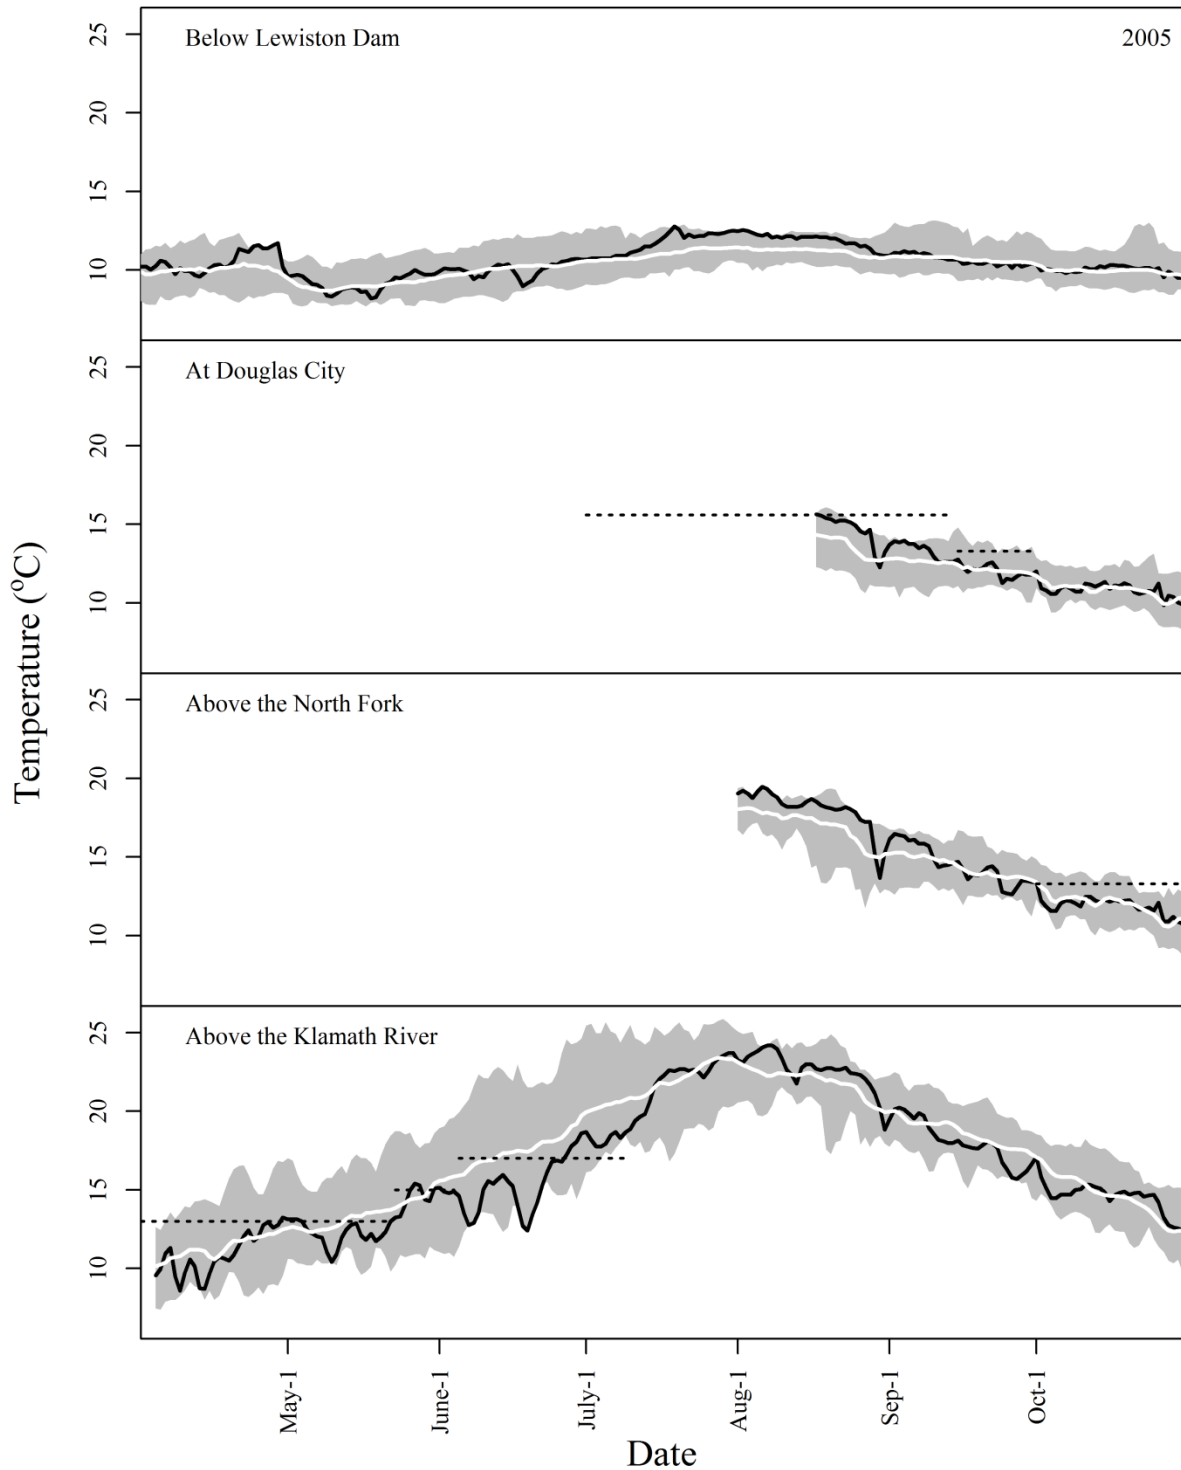 Below Lewiston Dam 2005
25
20
15
10
At Douglas City
25
20
15
10
Above the North Fork
25
20
15
10
Above the Klamath River
25
20
15
10
Temperature (°C)
May-1 June-1 July-1 Aug-1 Sep-1 Oct-1
Date